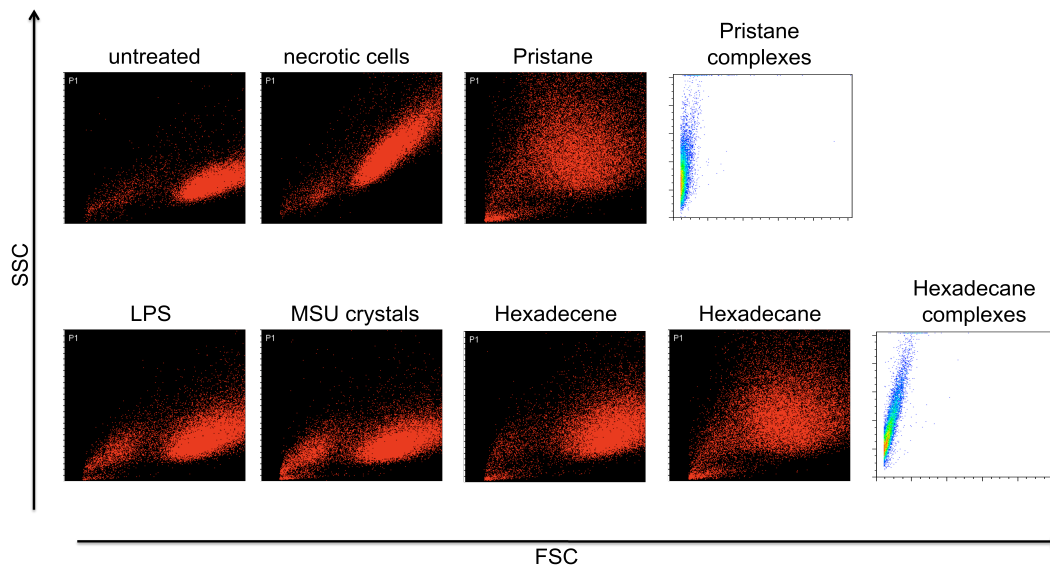 untreated
necrotic cells
Pristane
Pristane
complexes
P1
P1
P1
SSC
LPS
MSU crystals
Hexadecene
Hexadecane
Hexadecane
complexes
P1
P1
P1
P1
FSC